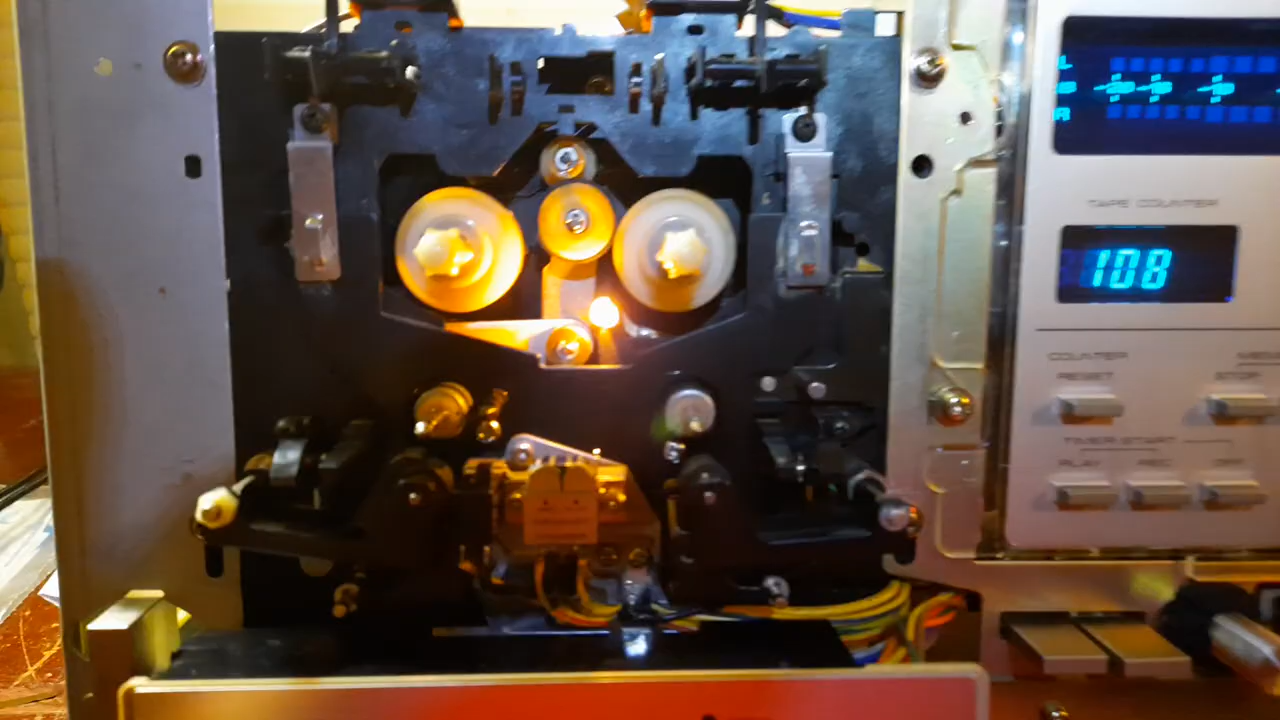 L
R
TAPE COUNTER
108
COUNTER
RESET
STOP
TIMER START
PLAY REC OFF